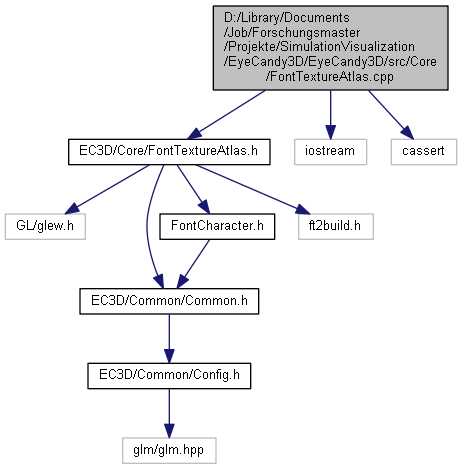 D:/Library/Documents
/Job/Forschungsmaster
/Projekte/SimulationVisualization
/EyeCandy3D/EyeCandy3D/src/Core
/FontTextureAtlas.cpp
EC3D/Core/FontTextureAtlas.h
iostream
cassert
GL/glew.h
FontCharacter.h
ft2build.h
EC3D/Common/Common.h
EC3D/Common/Config.h
glm/glm.hpp